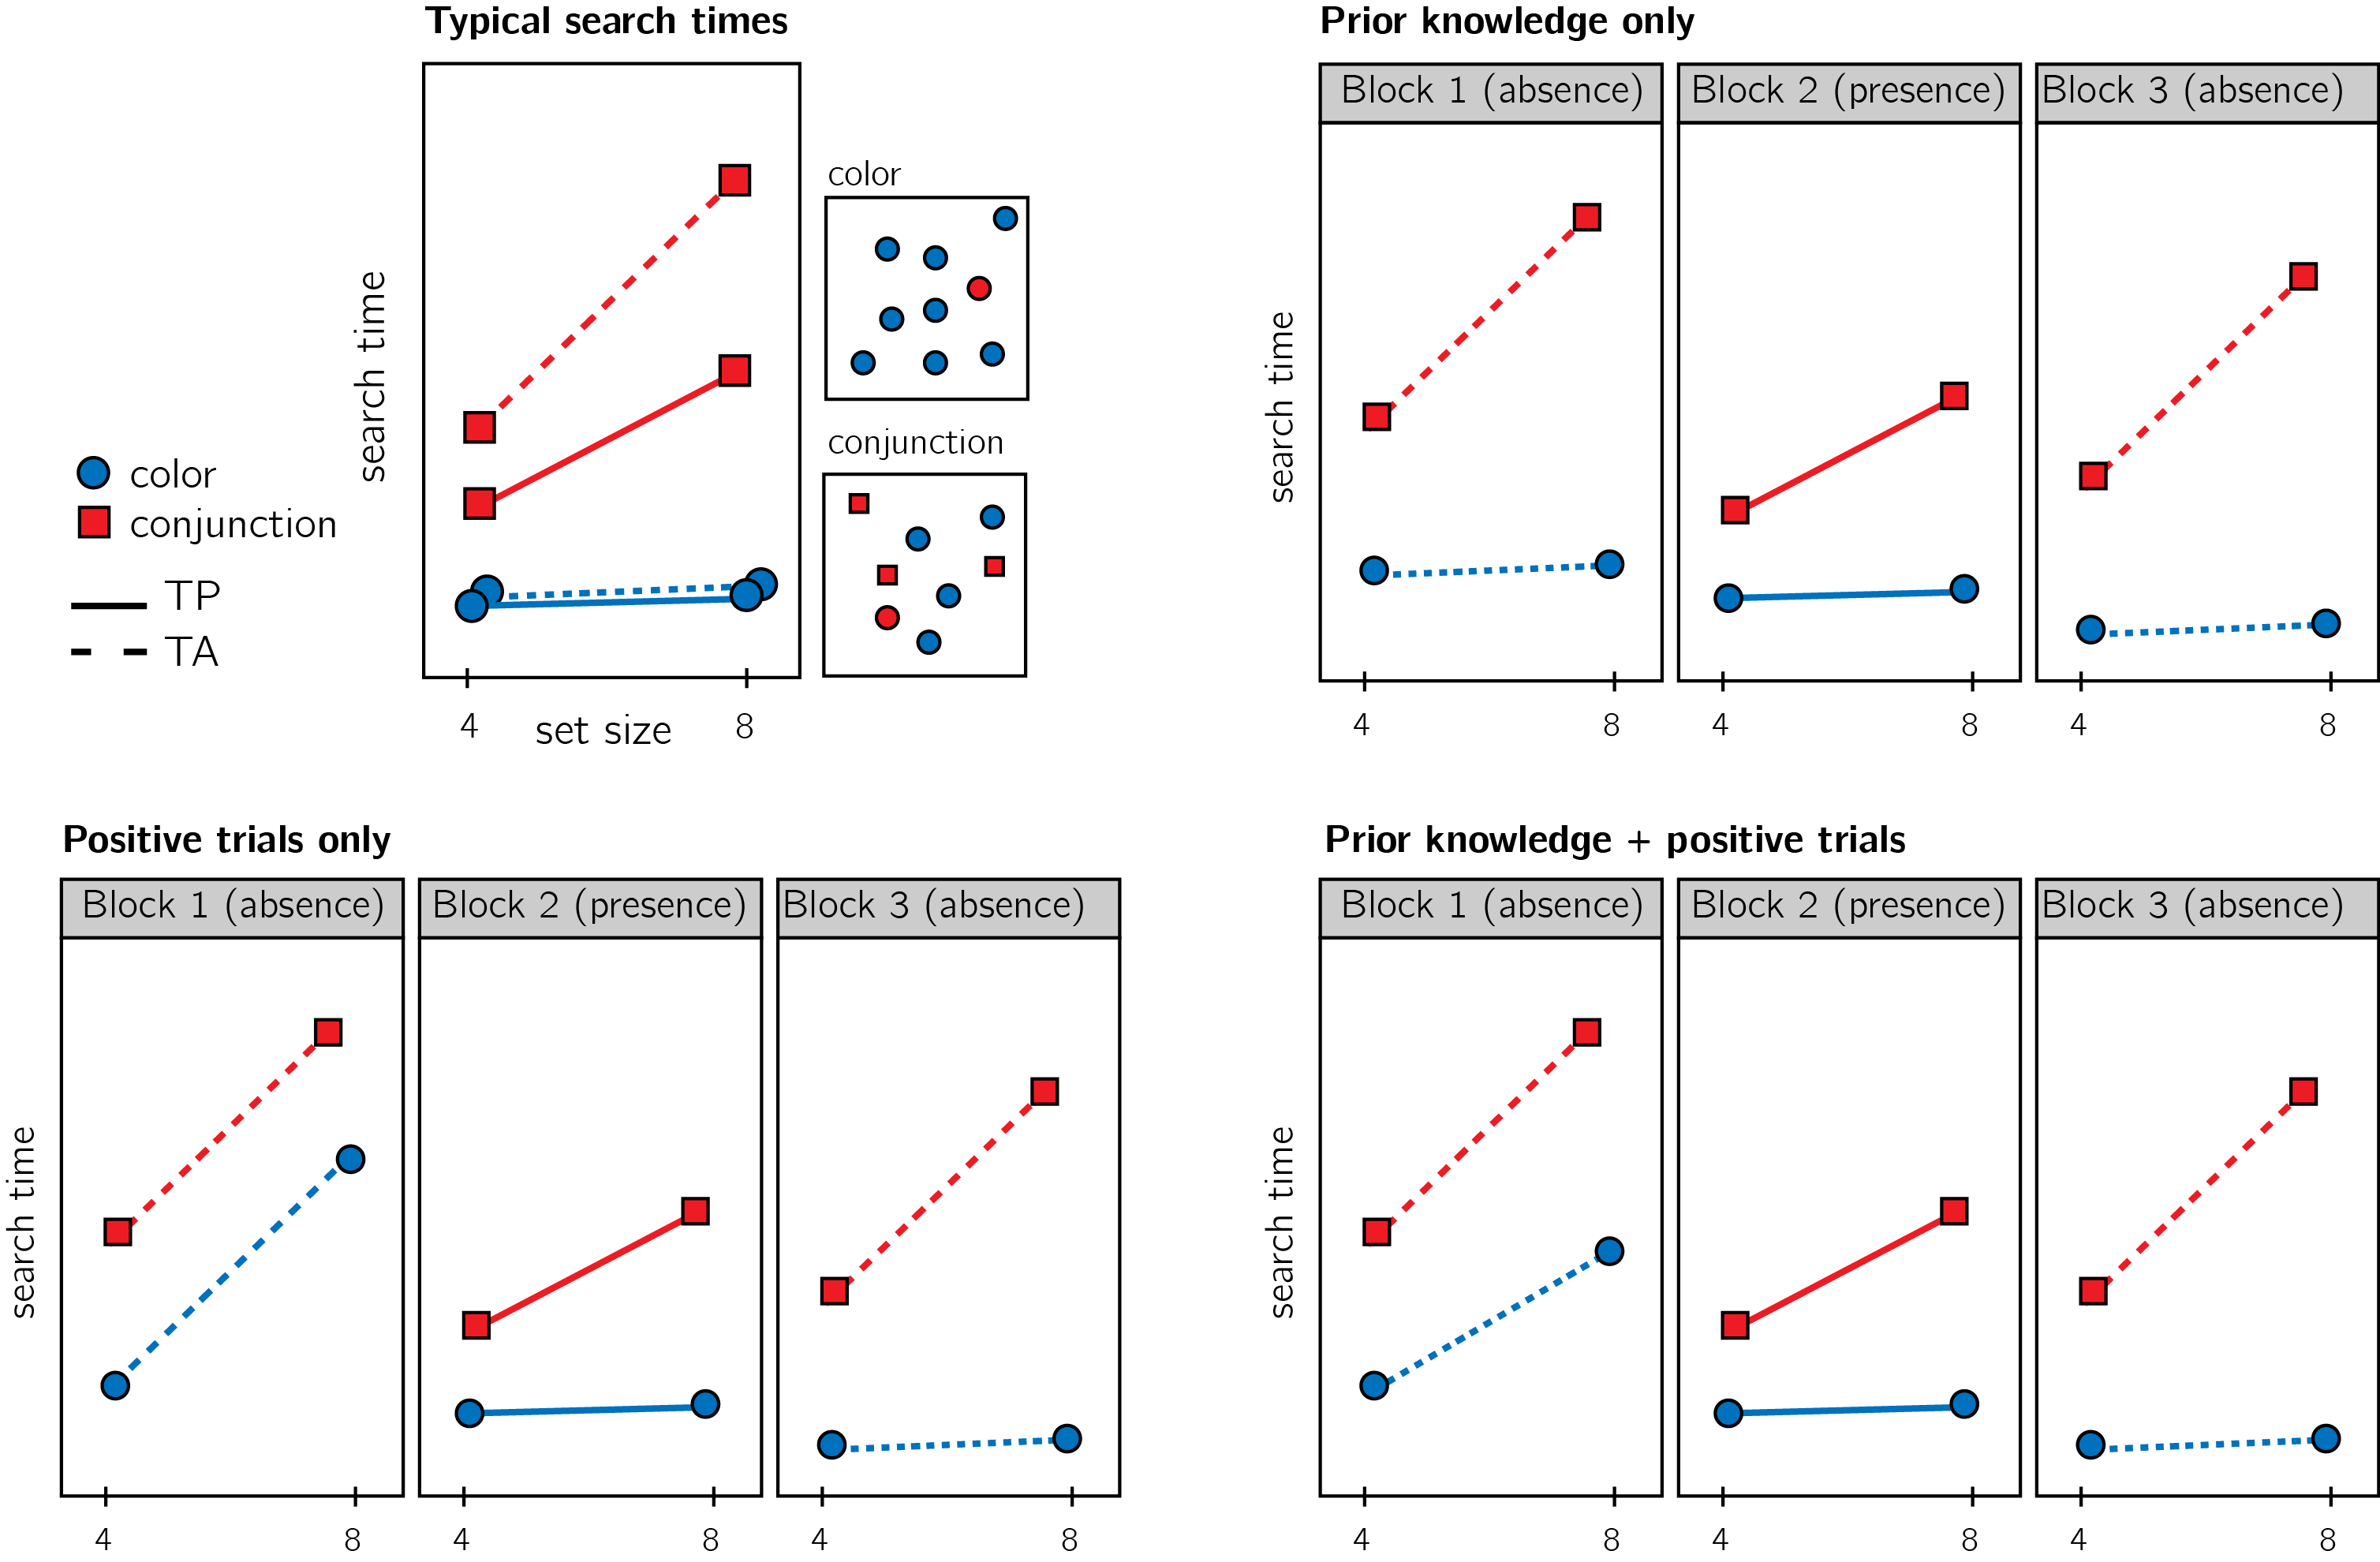 Typical search times
search time
color
conjunction
TP
TA
4
set size
8
color
conjunction
Prior knowledge only
Block 1 (absence)
Block 2 (presence)
Block 3 (absence)
search time
4
8
4
8
4
8
Positive trials only
Block 1 (absence)
Block 2 (presence)
Block 3 (absence)
search time
4
8
4
8
4
8
Prior knowledge + positive trials
Block 1 (absence)
Block 2 (presence)
Block 3 (absence)
search time
4
8
4
8
4
8